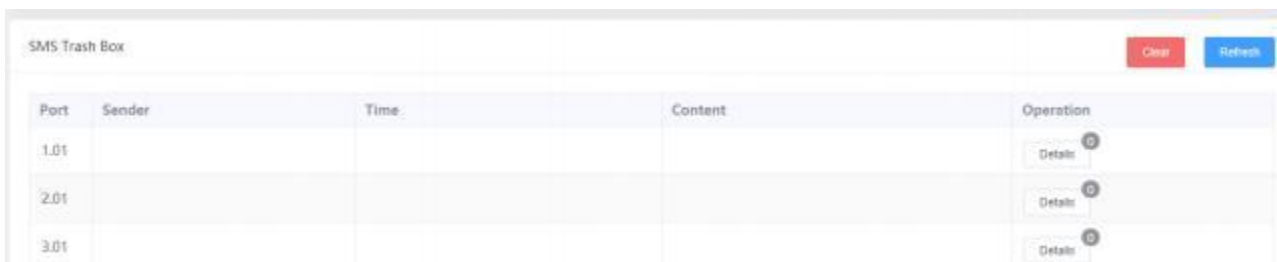 SMS Trash Box
Clear Refresh
Port Sender Time Content Operation
1.01 Details 0
2.01 Details 0
3.01 Details 0